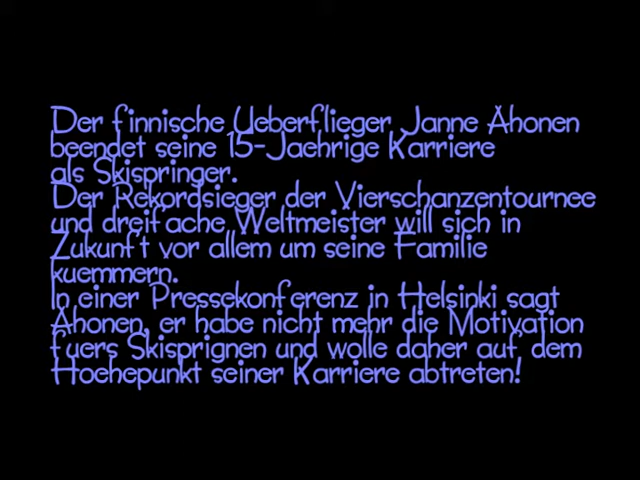 Der finnische Ueberflieger Janne Ahonen
beendet seine 15-Jaehrige Karriere
als Skispringer.
Der Rekordsieger der Vierschanzentournee
und dreifache Weltmeister will sich in
Zukunft vor allem um seine Familie
kuemmern.
In einer Pressekonferenz in Helsinki sagt
Ahonen, er habe nicht mehr die Motivation
fuers Skisprignen und wolle daher auf dem
Hoehepunkt seiner Karriere abtreten!